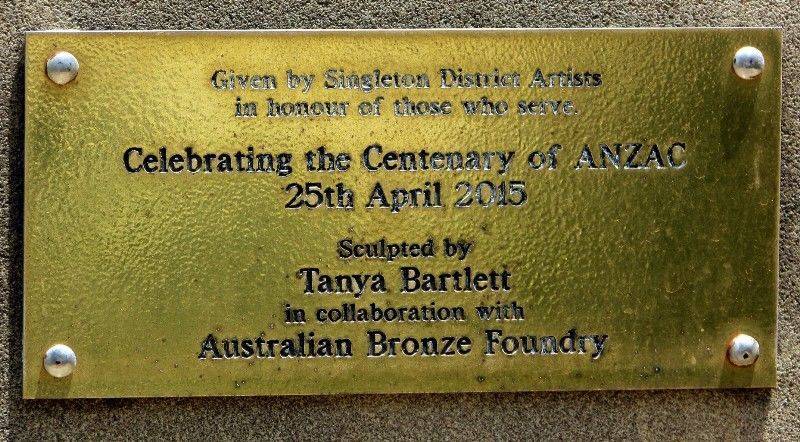 Given by Singleton District Artists
in honour of those who serve.
Celebrating the Centenary of ANZAC
25th April 2015
Sculpted by
Tanya Bartlett
in collaboration with
Australian Bronze Foundry